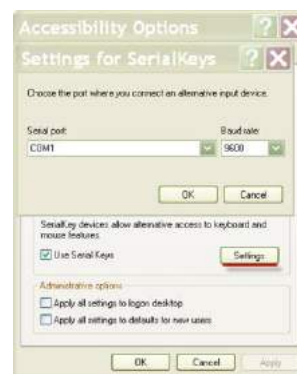 Accessibility Options
Settings for SerialKeys
Choose the port where you connect an alternative input device.
Serial port: Baud rate:
COM1 9600
OK Cancel
SerialKey devices allow alternative access to keyboard and
mouse features.
Use Serial Keys Settings
Administrative options
Apply all settings to logon desktop
Apply all settings to defaults for new users
OK Cancel Apply